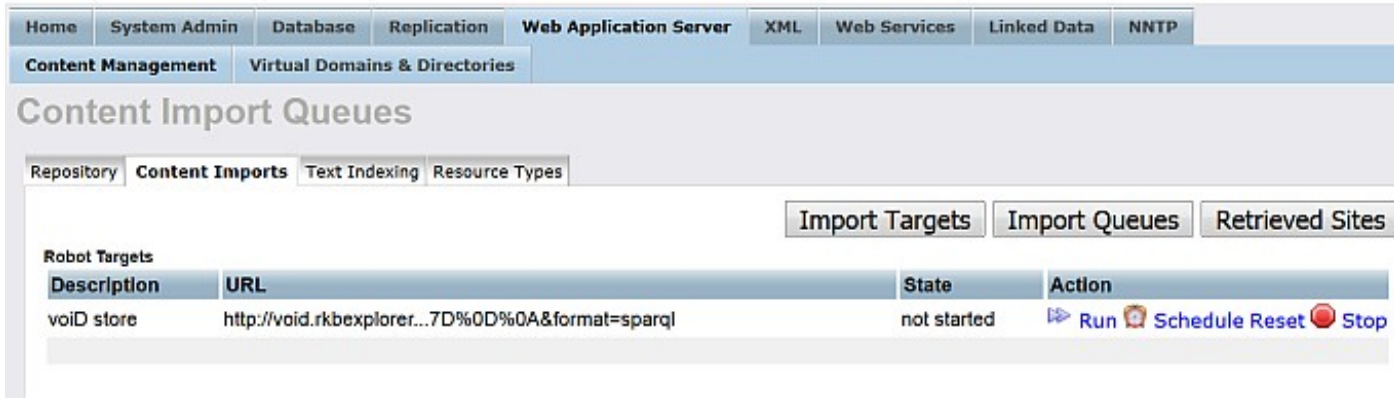 Home System Admin Database Replication Web Application Server XML Web Services Linked Data NNTP
Content Management Virtual Domains & Directories
Content Import Queues
Repository Content Imports Text Indexing Resource Types
Import Targets Import Queues Retrieved Sites
Robot Targets
Description URL State Action
voiD store http://void.rkbexplorer...7D%0D%0A&format=sparql not started Run Schedule Reset Stop